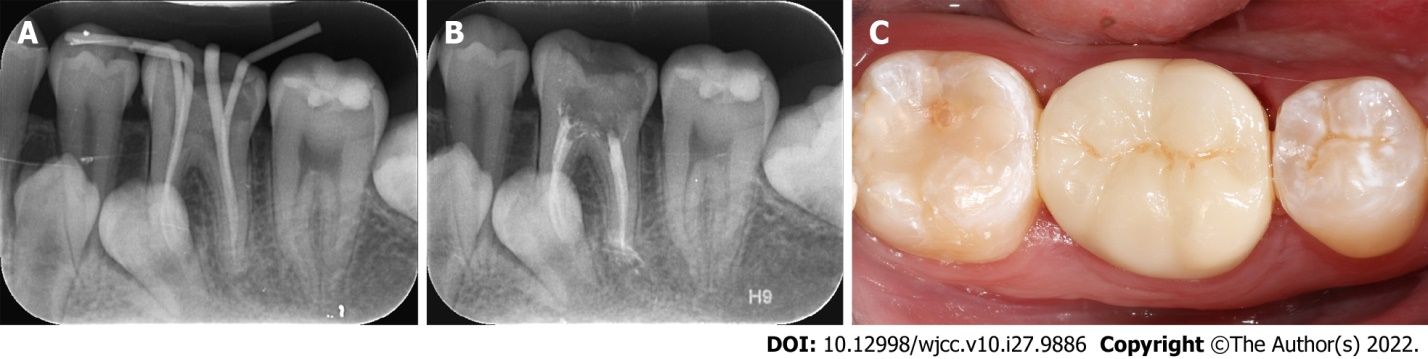 A
B
C
H9
DOI: 10.12998/wjcc.v10.i27.9886 Copyright ©The Author(s) 2022.